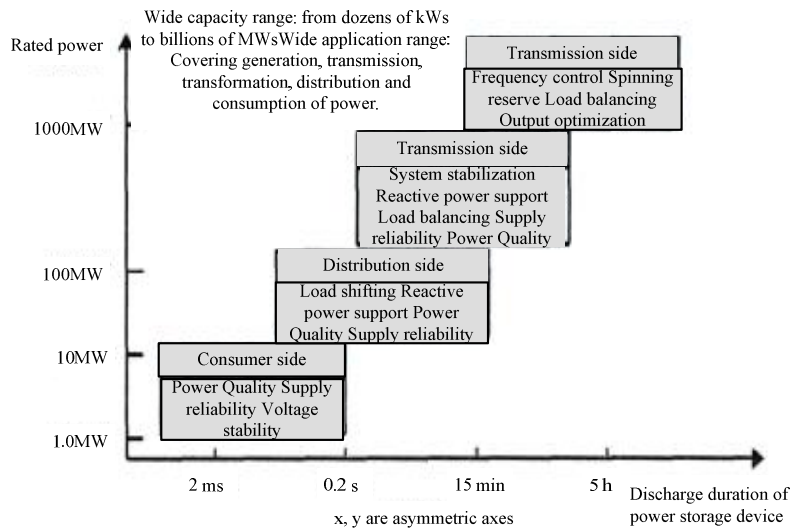 Wide capacity range: from dozens of kWs
to billions of MWsWide application range:
Covering generation, transmission,
transformation, distribution and
consumption of power.
Rated power
1000MW
100MW
10MW
1.0MW
Transmission side
Frequency control Spinning
reserve Load balancing
Output optimization
Transmission side
System stabilization
Reactive power support
Load balancing Supply
reliability Power Quality
Distribution side
Load shifting Reactive
power support Power
Quality Supply reliability
Consumer side
Power Quality Supply
reliability Voltage
stability
2 ms
0.2 s
15 min
5 h
Discharge duration of
power storage device
x, y are asymmetric axes